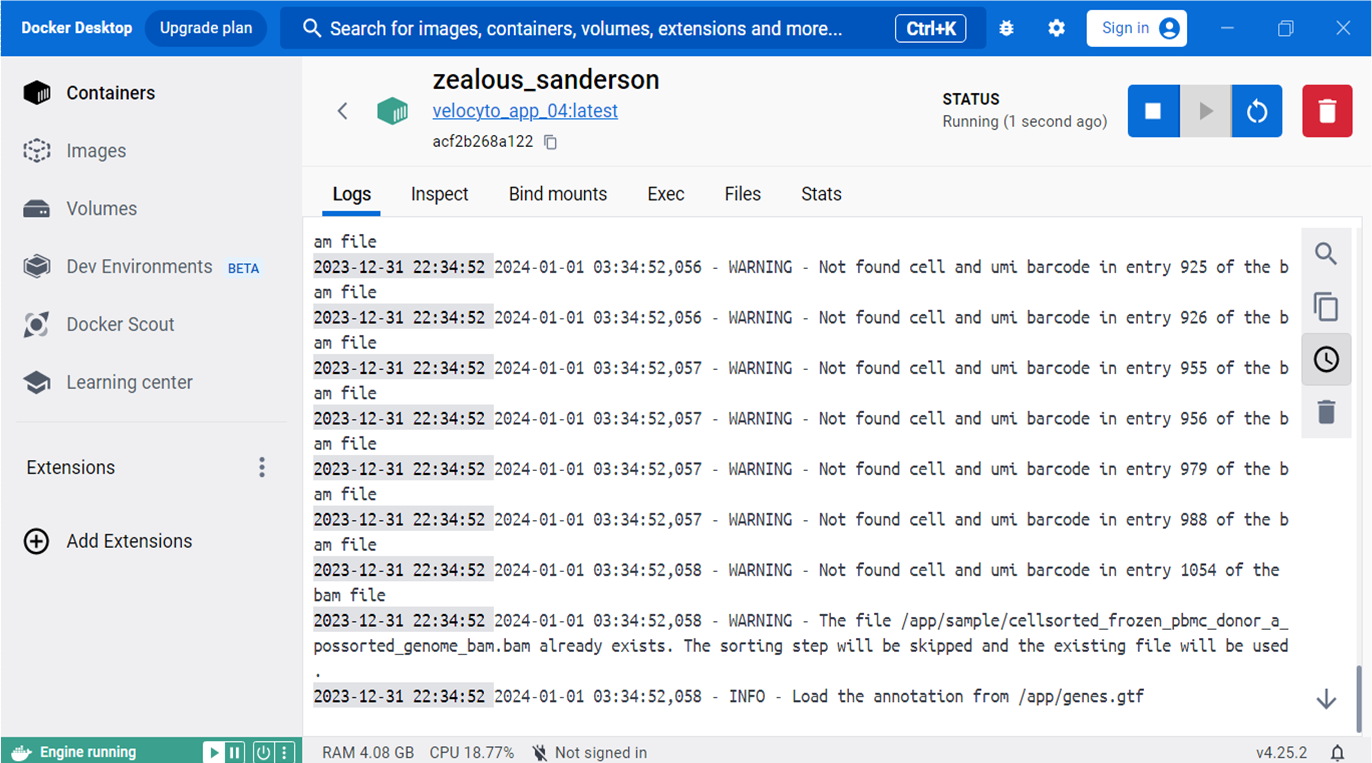 Docker Desktop
Upgrade plan
Search for images, containers, volumes, extensions and more...
Ctrl+K
Sign in
Containers
Images
Volumes
Dev Environments BETA
Docker Scout
Learning center
Extensions
Add Extensions
zealous_sanderson
velocyto_app_04:latest
acf2b268a122
STATUS
Running (1 second ago)
Logs
Inspect
Bind mounts
Exec
Files
Stats
am file
2023-12-31 22:34:52 2024-01-01 03:34:52,056 - WARNING - Not found cell and umi barcode in entry 925 of the b
am file
2023-12-31 22:34:52 2024-01-01 03:34:52,056 - WARNING - Not found cell and umi barcode in entry 926 of the b
am file
2023-12-31 22:34:52 2024-01-01 03:34:52,057 - WARNING - Not found cell and umi barcode in entry 955 of the b
am file
2023-12-31 22:34:52 2024-01-01 03:34:52,057 - WARNING - Not found cell and umi barcode in entry 956 of the b
am file
2023-12-31 22:34:52 2024-01-01 03:34:52,057 - WARNING - Not found cell and umi barcode in entry 979 of the b
am file
2023-12-31 22:34:52 2024-01-01 03:34:52,057 - WARNING - Not found cell and umi barcode in entry 988 of the b
am file
2023-12-31 22:34:52 2024-01-01 03:34:52,058 - WARNING - Not found cell and umi barcode in entry 1054 of the
bam file
2023-12-31 22:34:52 2024-01-01 03:34:52,058 - WARNING - The file /app/sample/cellsorted_frozen_pbmc_donor_a_
possorted_genome_bam.bam already exists. The sorting step will be skipped and the existing file will be used
.
2023-12-31 22:34:52 2024-01-01 03:34:52,058 - INFO - Load the annotation from /app/genes.gtf
Engine running
RAM 4.08 GB
CPU 18.77%
Not signed in
v4.25.2